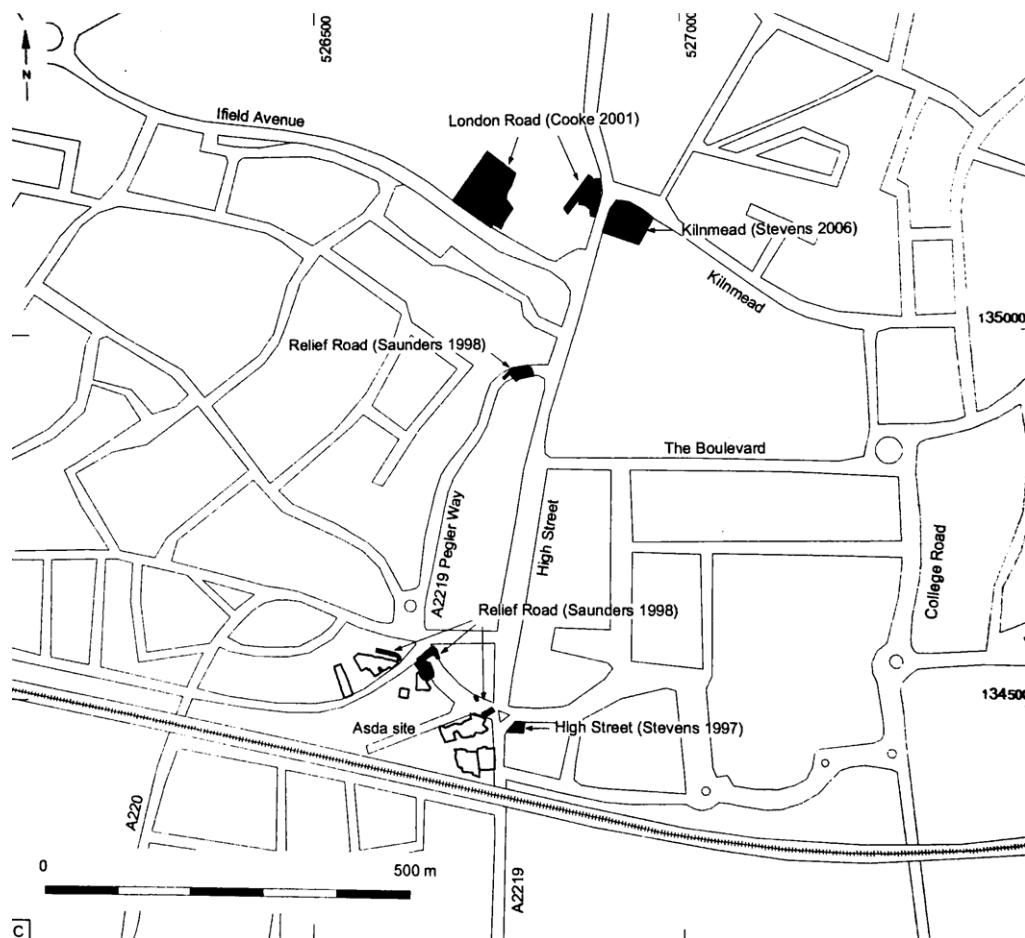 526500
527000
N
Ifield Avenue
London Road (Cooke 2001)
Kilnmead (Stevens 2006)
Kilnmead
135000
Relief Road (Saunders 1998)
The Boulevard
A2219 Pegler Way
High Street
College Road
Relief Road (Saunders 1998)
134500
Asda site
High Street (Stevens 1997)
A220
0
500 m
A2219
C